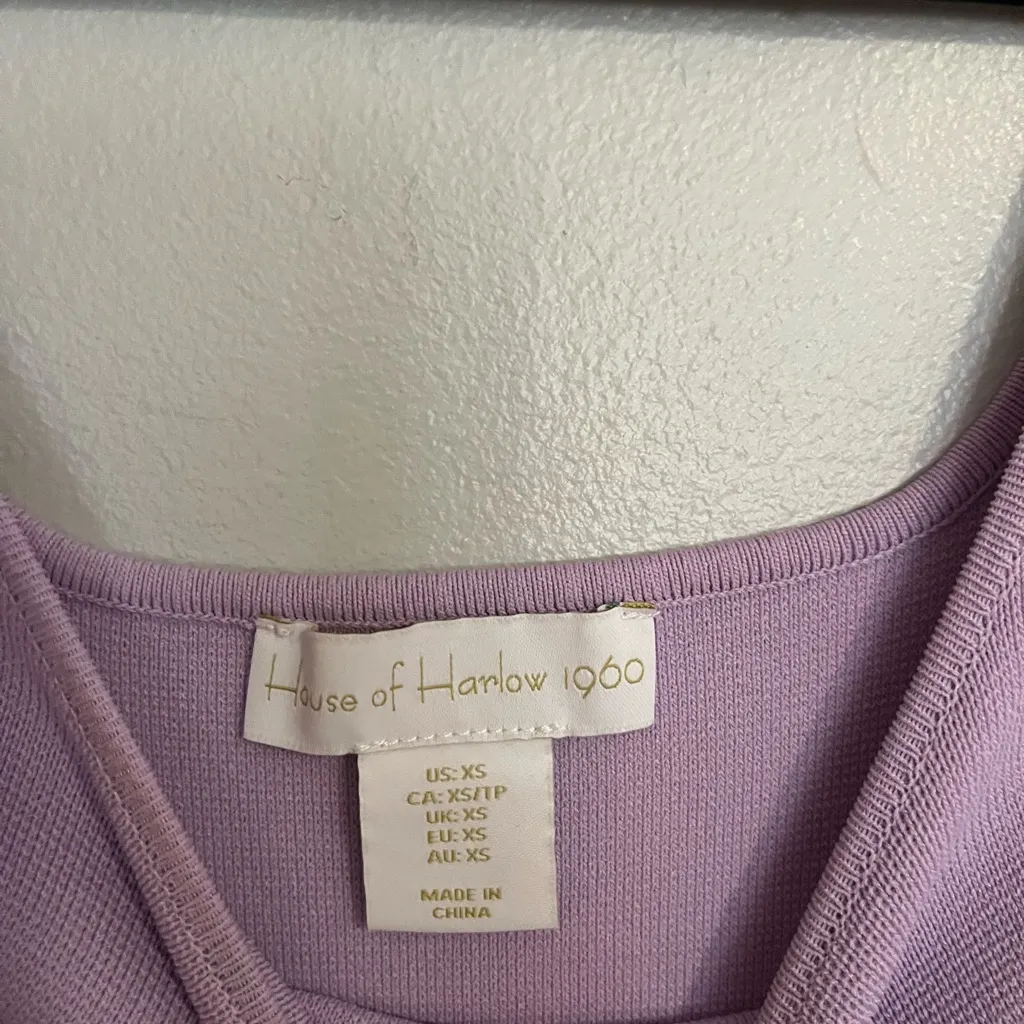 House of Harlow 1960
US: XS
CA: XS/TP
UK: XS
EU: XS
AU: XS
MADE IN
CHINA